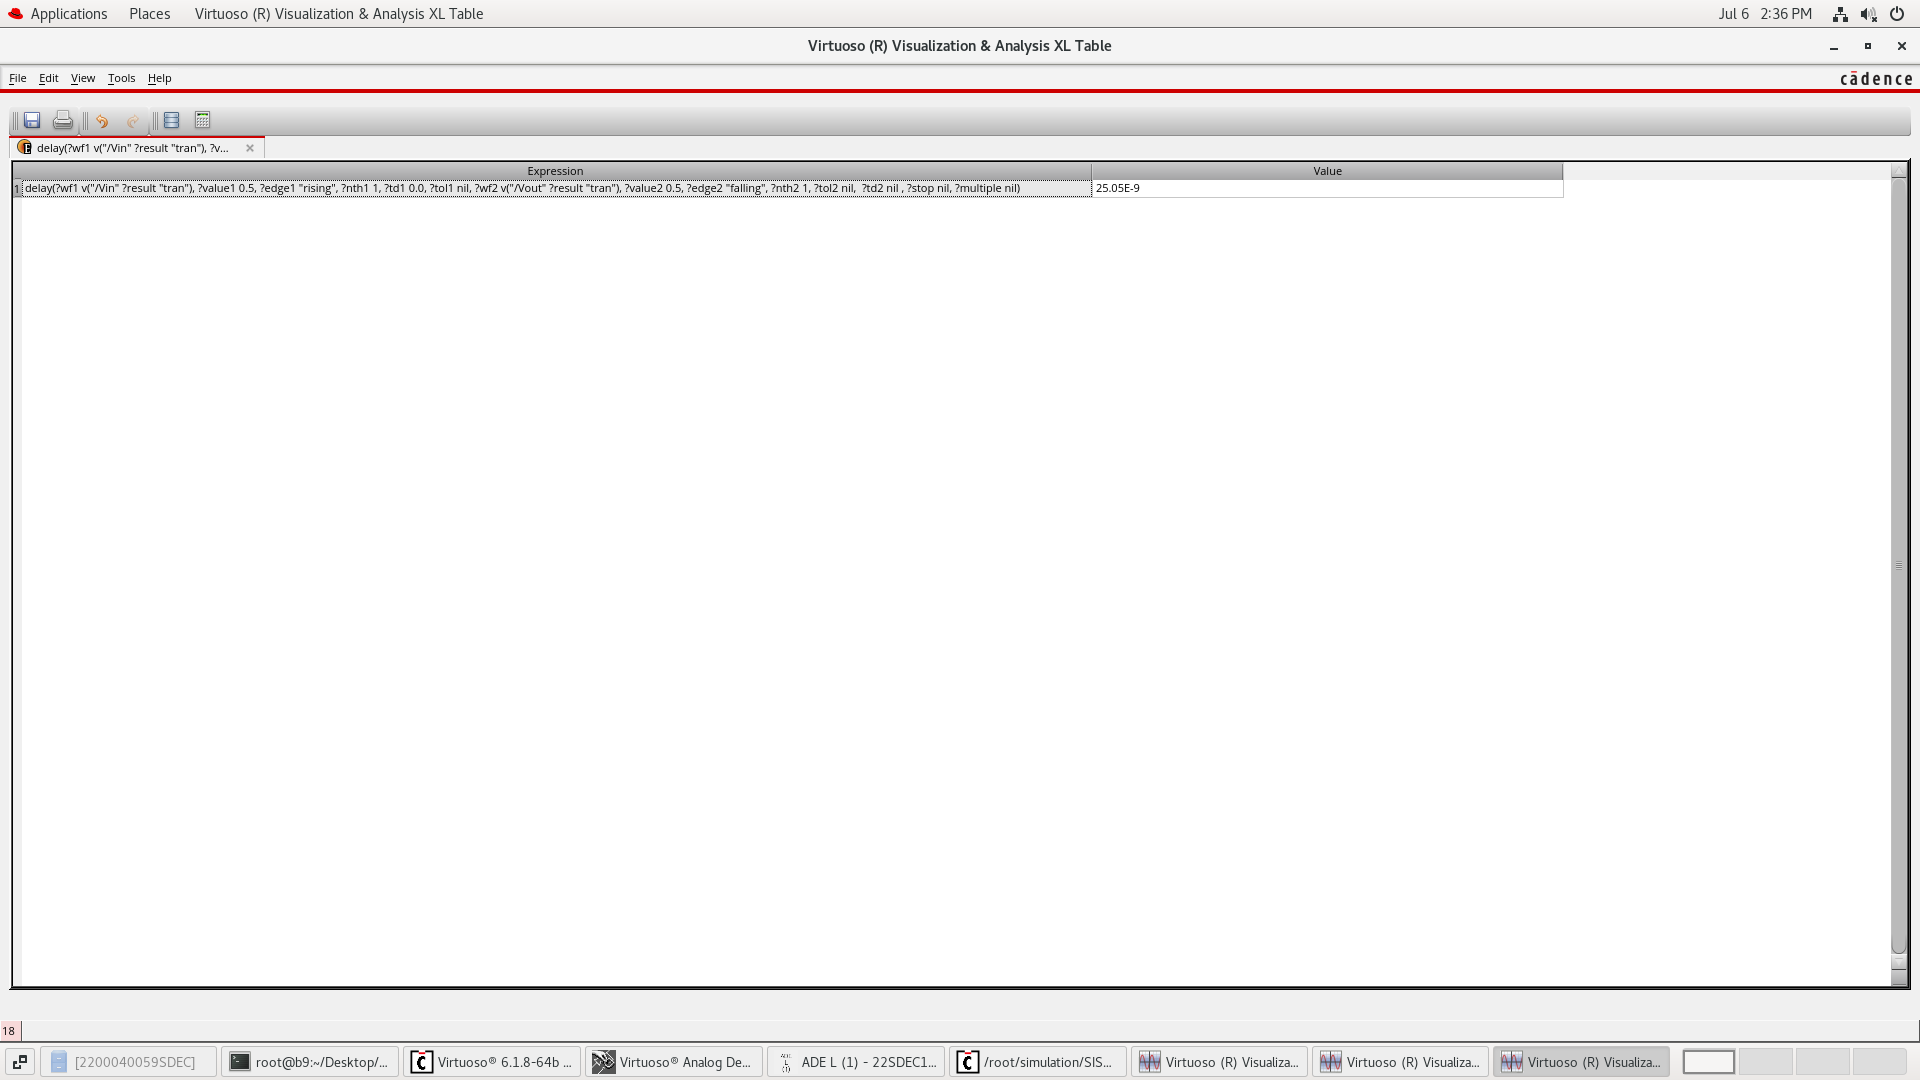 Applications Places Virtuoso (R) Visualization & Analysis XL Table Jul 6 2:36 PM
Virtuoso (R) Visualization & Analysis XL Table
File Edit View Tools Help cādence
delay(?wf1 v("/Vin" ?result "tran"), ?v...
Expression Value
1 delay(?wf1 v("/Vin" ?result "tran"), ?value1 0.5, ?edge1 "rising", ?nth1 1, ?td1 0.0, ?tol1 nil, ?wf2 v("/Vout" ?result "tran"), ?value2 0.5, ?edge2 "falling", ?nth2 1, ?tol2 nil,  ?td2 nil , ?stop nil, ?multiple nil) 25.05E-9
18
[2200040059SDEC] root@b9:~/Desktop/... Virtuoso® 6.1.8-64b ... Virtuoso® Analog De... ADE L (1) - 22SDEC1... /root/simulation/SIS... Virtuoso (R) Visualiza... Virtuoso (R) Visualiza... Virtuoso (R) Visualiza...